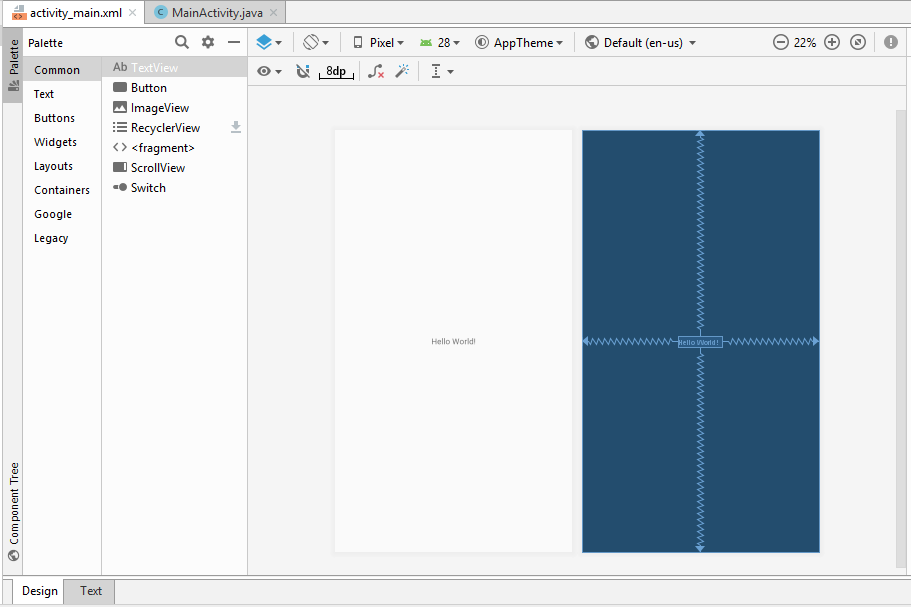 activity_main.xml MainActivity.java
Palette Pixel 28 AppTheme Default (en-us) 22%
8dp
Palette
Common
Text
Buttons
Widgets
Layouts
Containers
Google
Legacy
Ab TextView
Button
ImageView
RecyclerView
<fragment>
ScrollView
Switch
Hello World!
Hello World!
Component Tree
Design Text